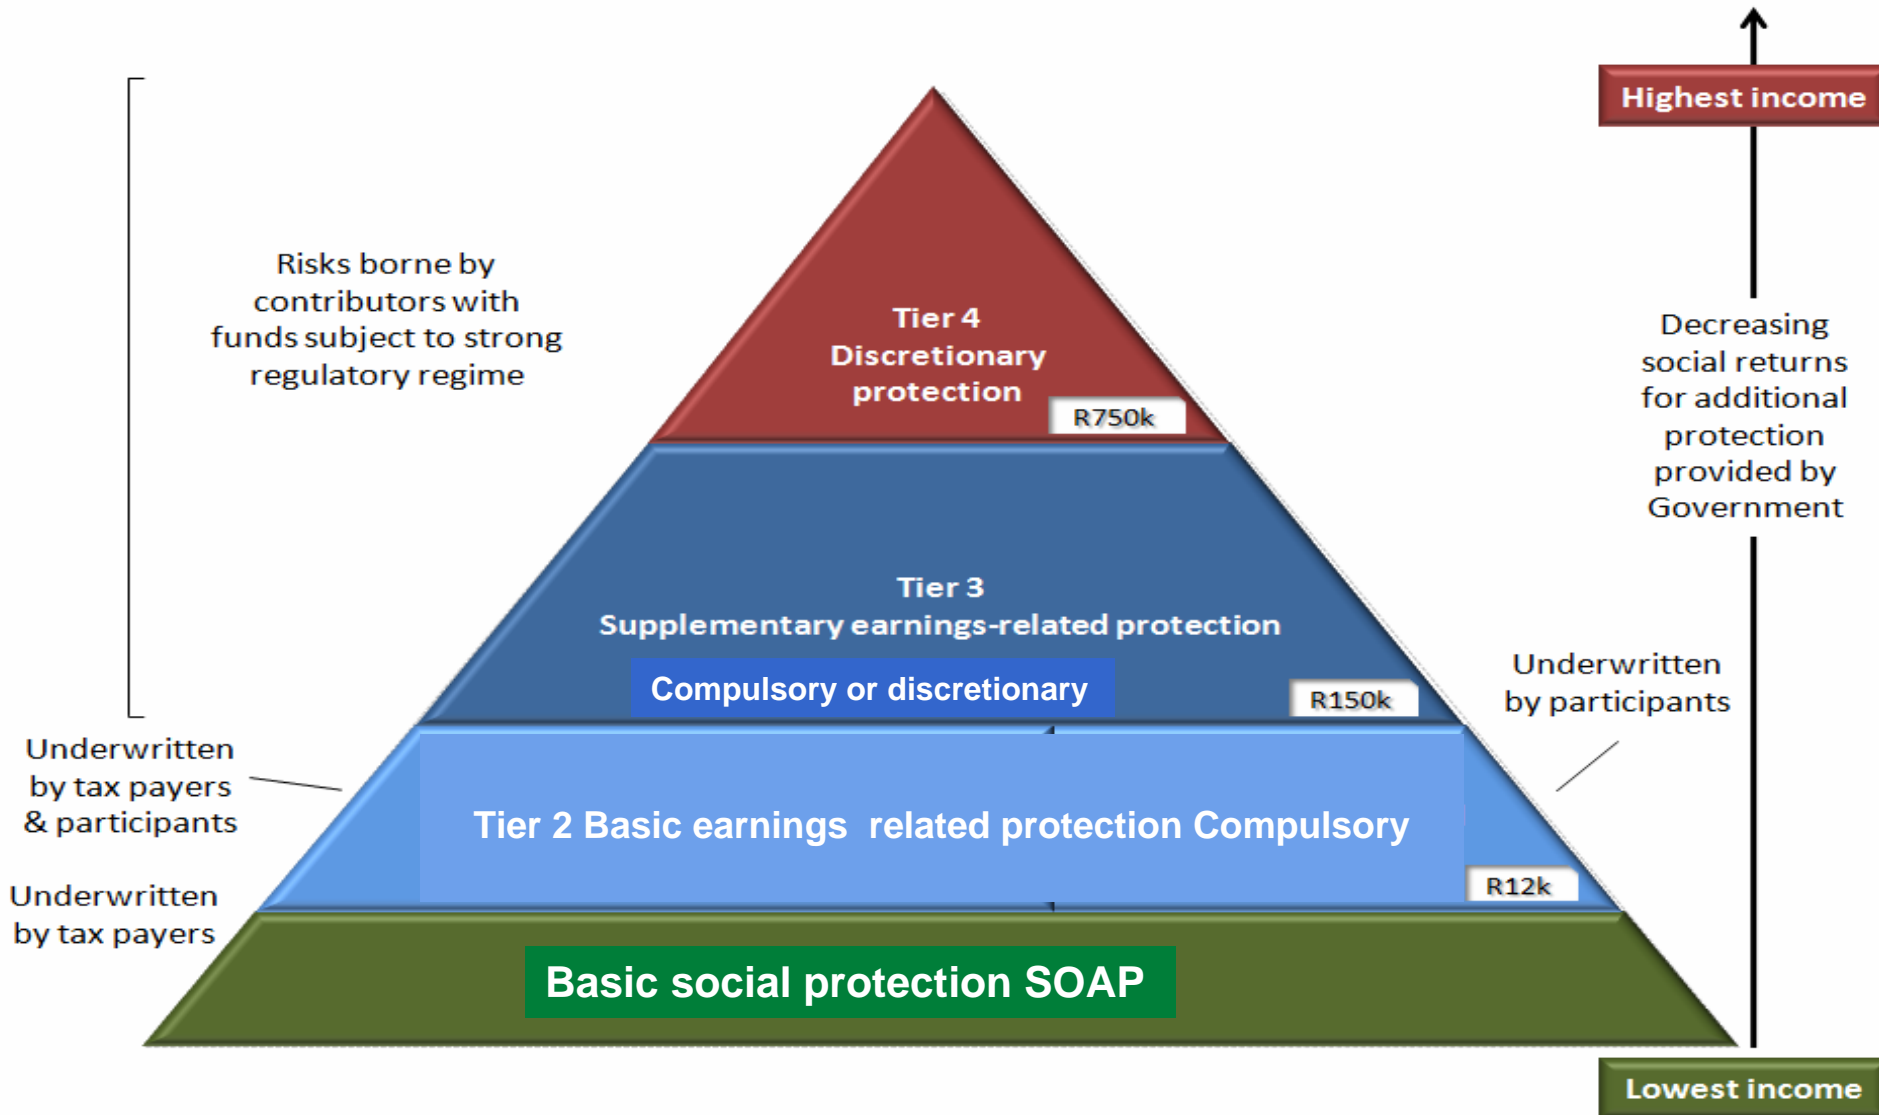 Highest income
Risks borne by
contributors with
funds subject to strong
regulatory regime
Tier 4
Discretionary
protection
R750k
Decreasing
social returns
for additional
protection
provided by
Government
Tier 3
Supplementary earnings-related protection
Compulsory or discretionary
R150k
Underwritten
by participants
Underwritten
by tax payers
& participants
Tier 2 Basic earnings  related protection Compulsory
R12k
Underwritten
by tax payers
Basic social protection SOAP
Lowest income